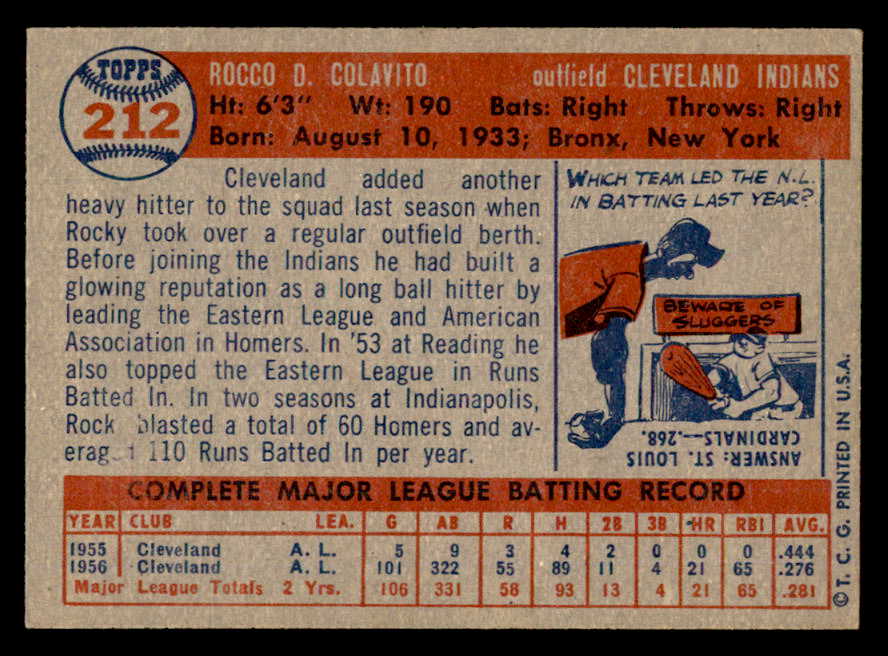 TOPPS
212
ROCCO D. COLAVITO outfield CLEVELAND INDIANS
Ht: 6'3" Wt: 190 Bats: Right Throws: Right
Born: August 10, 1933; Bronx, New York
Cleveland added another
heavy hitter to the squad last season when
Rocky took over a regular outfield berth.
Before joining the Indians he had built a
glowing reputation as a long ball hitter by
leading the Eastern League and American
Association in Homers. In '53 at Reading he
also topped the Eastern League in Runs
Batted In. In two seasons at Indianapolis,
Rock blasted a total of 60 Homers and av-
110 Runs Batted In per year.
WHICH TEAM LED THE N.L.
IN BATTING LAST YEAR?
BEWARE OF
SLUGGERS
ANSWER: ST. LOUIS
CARDINALS--.268.
COMPLETE MAJOR LEAGUE BATTING RECORD
YEAR CLUB LEA. G AB R H 2B 3B HR RBI AVG.
1955 Cleveland A. L. 5 9 3 4 2 0 0 0 .444
1956 Cleveland A. L. 101 322 55 89 11 4 21 65 .276
Major League Totals 2 Yrs. 106 331 58 93 13 4 21 65 .281
©T. C. G. PRINTED IN U.S.A.